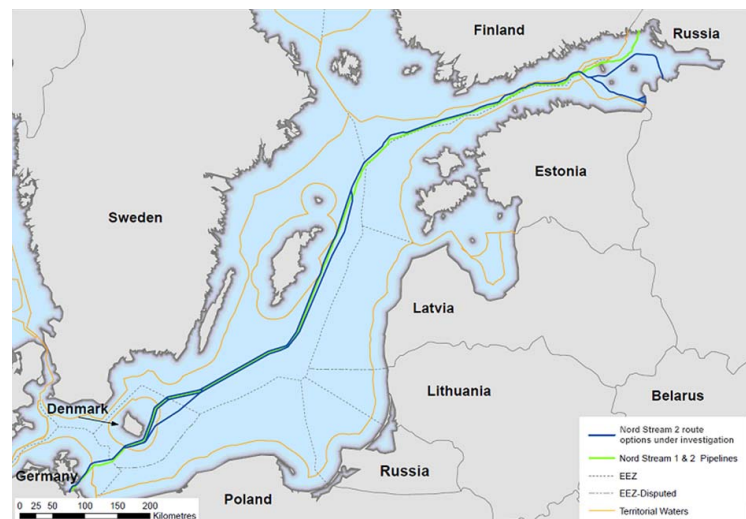 Finland
Russia
Estonia
Sweden
Latvia
Lithuania
Belarus
Denmark
Russia
Germany
Poland
0 25 50 100 150 200
Kilometres
Nord Stream 2 route
options under investigation
Nord Stream 1 & 2 Pipelines
EEZ
EEZ-Disputed
Territorial Waters